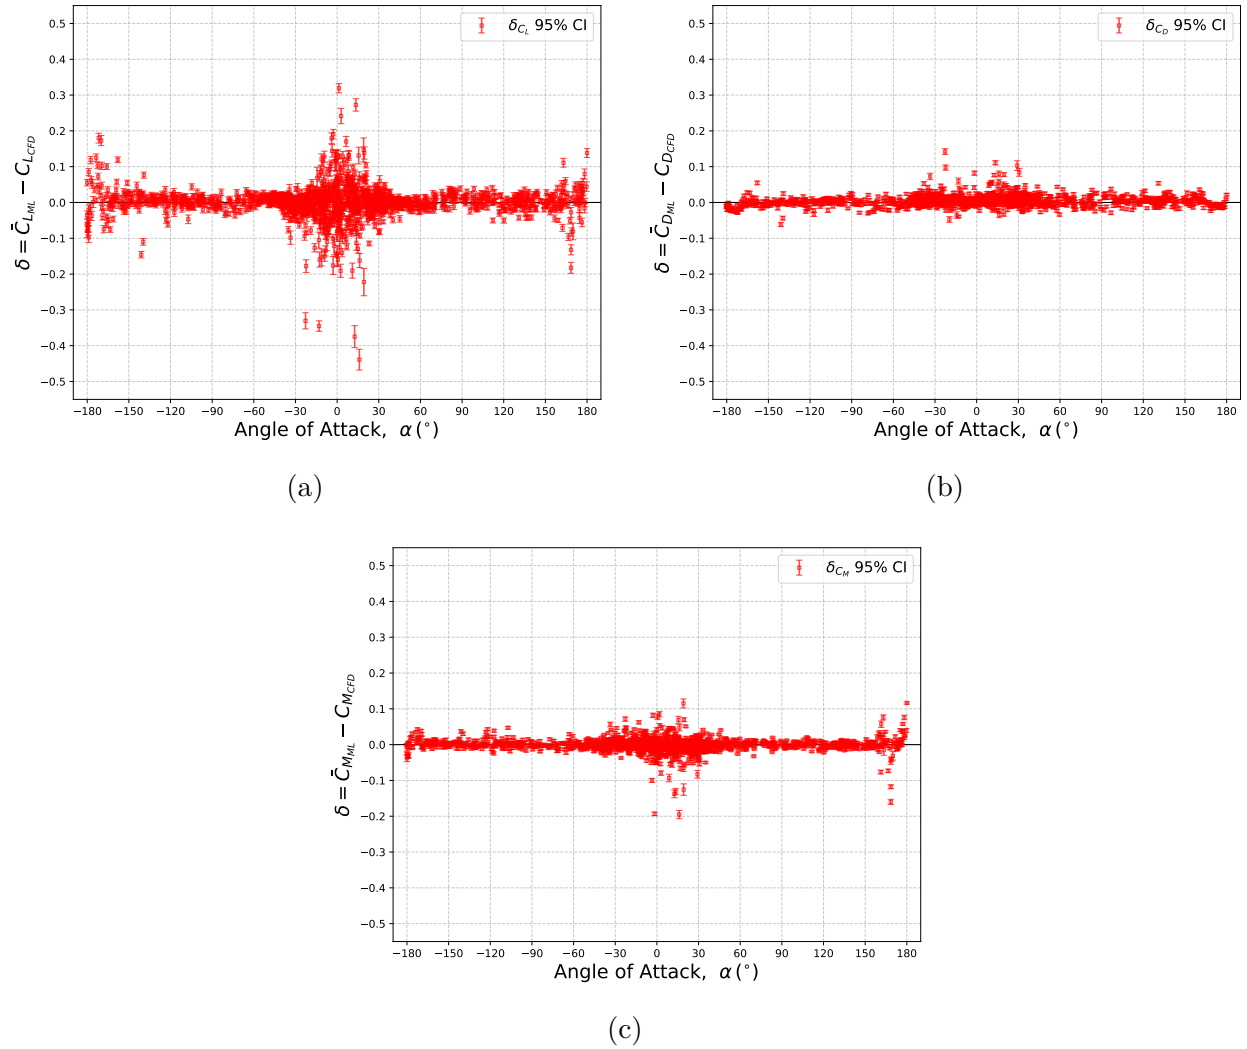 δ_{C_L} 95% CI
0.5
0.4
0.3
0.2
0.1
0.0
−0.1
−0.2
−0.3
−0.4
−0.5
δ = C̄_{L_{ML}} − C_{L_{CFD}}
−180 −150 −120 −90 −60 −30 0 30 60 90 120 150 180
Angle of Attack, α (°)
(a)
δ_{C_D} 95% CI
0.5
0.4
0.3
0.2
0.1
0.0
−0.1
−0.2
−0.3
−0.4
−0.5
δ = C̄_{D_{ML}} − C_{D_{CFD}}
−180 −150 −120 −90 −60 −30 0 30 60 90 120 150 180
Angle of Attack, α (°)
(b)
δ_{C_M} 95% CI
0.5
0.4
0.3
0.2
0.1
0.0
−0.1
−0.2
−0.3
−0.4
−0.5
δ = C̄_{M_{ML}} − C_{M_{CFD}}
−180 −150 −120 −90 −60 −30 0 30 60 90 120 150 180
Angle of Attack, α (°)
(c)